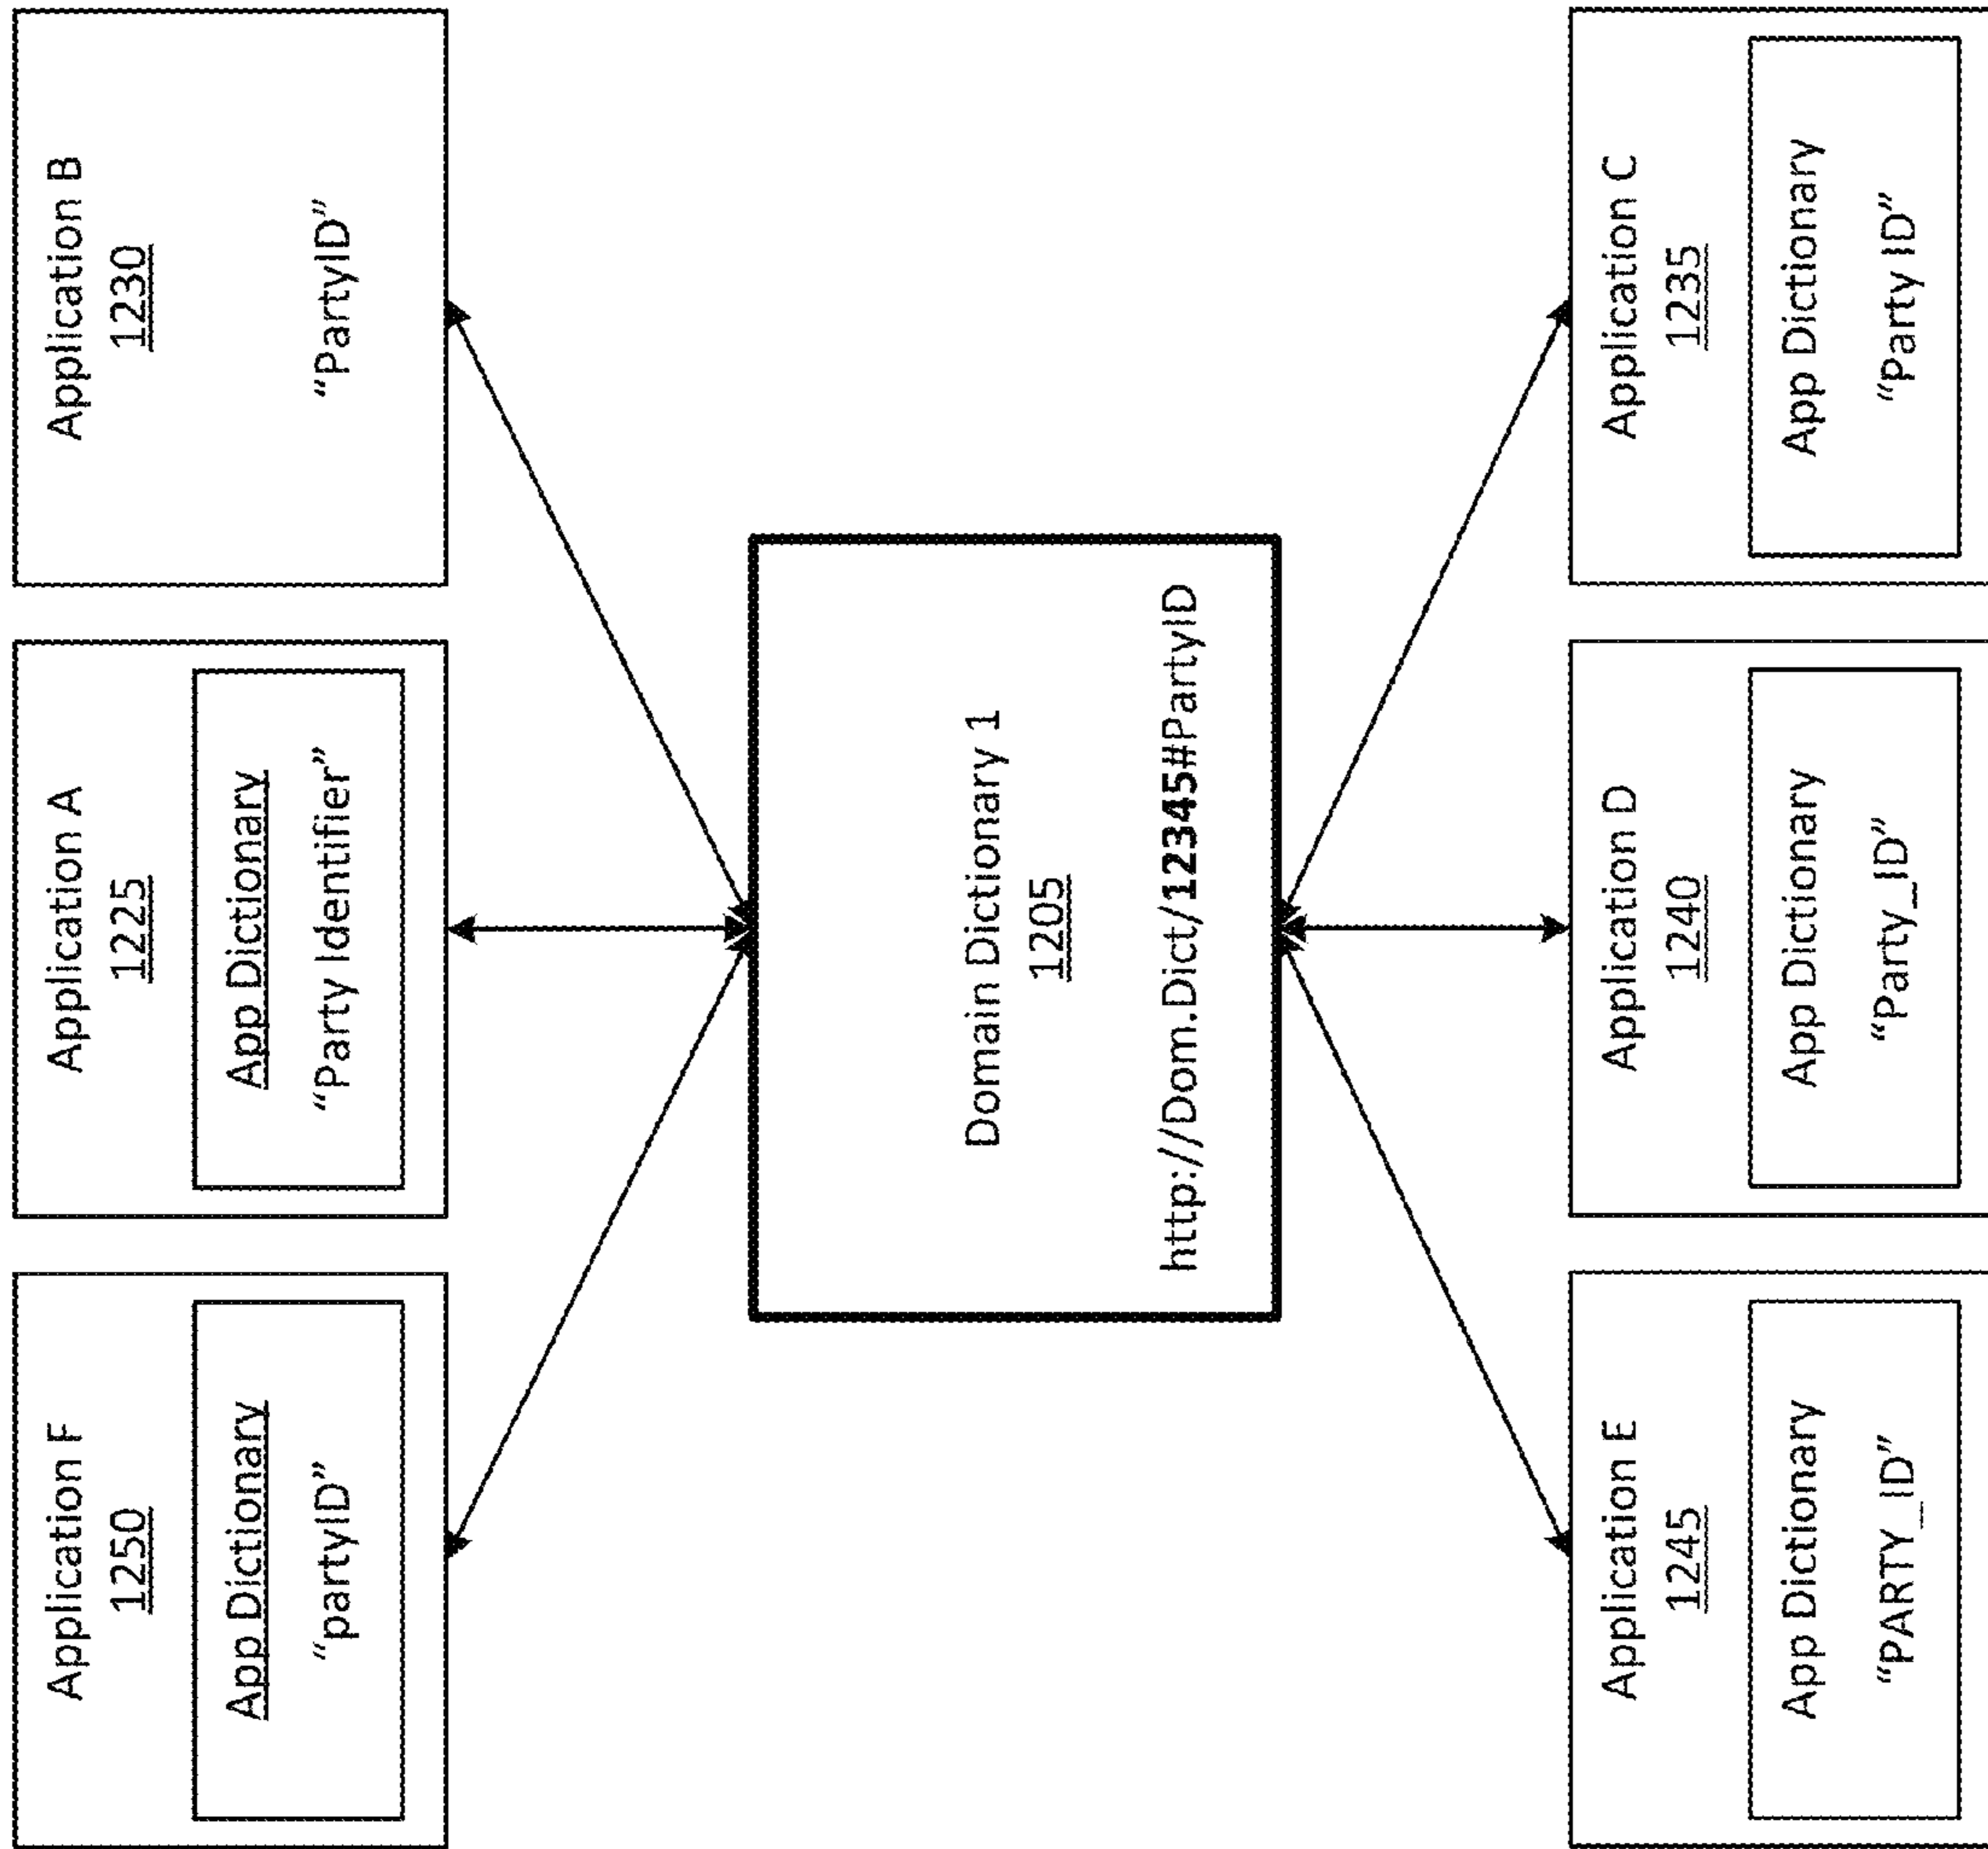 Application F
1250
App Dictionary
“partyID”
Application A
1225
App Dictionary
“Party Identifier”
Application B
1230
“PartyID”
Domain Dictionary 1
1205
http://Dom.Dict/12345#PartyID
Application E
1245
App Dictionary
“PARTY_ID”
Application D
1240
App Dictionary
“Party_ID”
Application C
1235
App Dictionary
“Party ID”